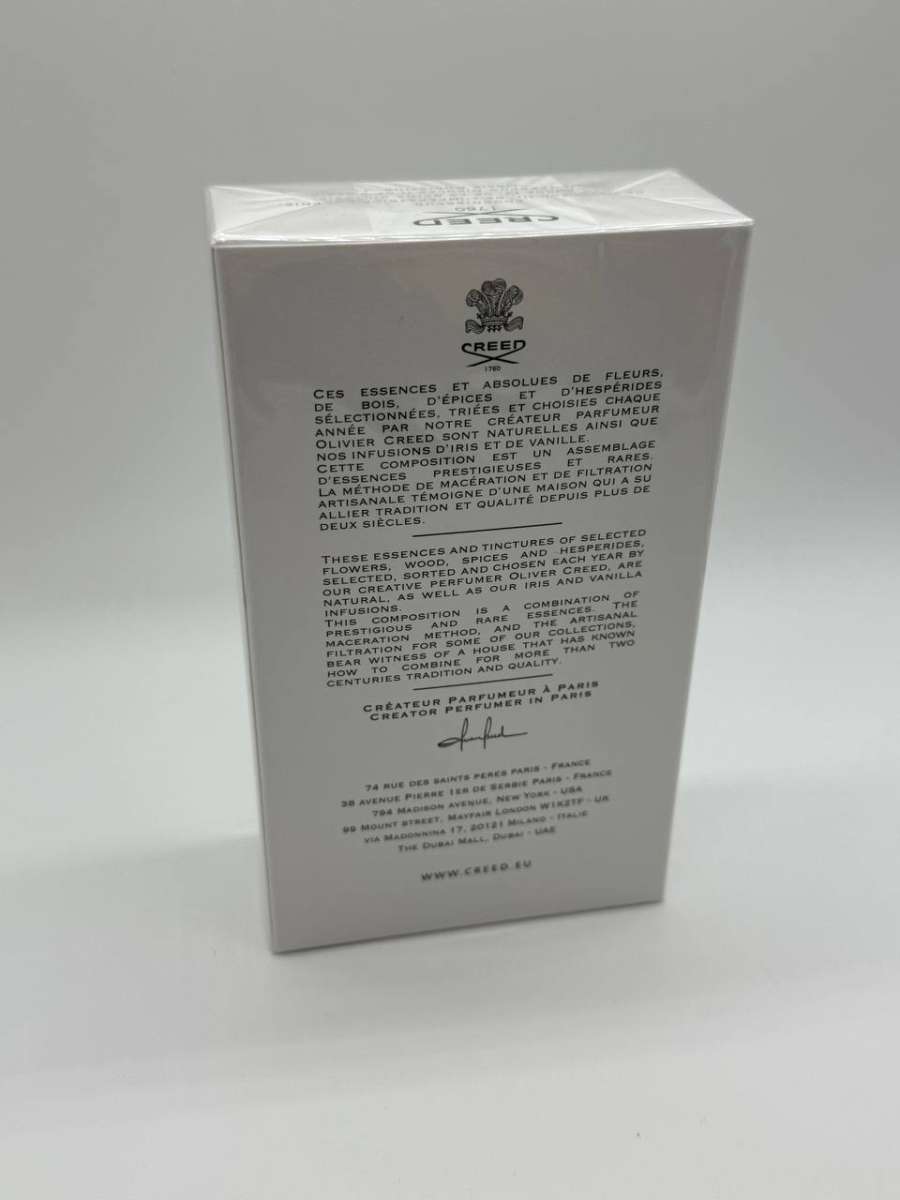 CREED
1760
CREED
1760
CES ESSENCES ET ABSOLUES DE FLEURS,
DE BOIS, D'ÉPICES ET D'HESPÉRIDES
SÉLECTIONNÉES, TRIÉES ET CHOISIES CHAQUE
ANNÉE PAR NOTRE CRÉATEUR PARFUMEUR
OLIVIER CREED SONT NATURELLES AINSI QUE
NOS INFUSIONS D'IRIS ET DE VANILLE.
CETTE COMPOSITION EST UN ASSEMBLAGE
D'ESSENCES PRESTIGIEUSES ET RARES.
LA MÉTHODE DE MACÉRATION ET DE FILTRATION
ARTISANALE TÉMOIGNE D'UNE MAISON QUI A SU
ALLIER TRADITION ET QUALITÉ DEPUIS PLUS DE
DEUX SIÈCLES.
THESE ESSENCES AND TINCTURES OF SELECTED
FLOWERS, WOOD, SPICES AND HESPERIDES,
SELECTED, SORTED AND CHOSEN EACH YEAR BY
OUR CREATIVE PERFUMER OLIVER CREED, ARE
NATURAL, AS WELL AS OUR IRIS AND VANILLA
INFUSIONS.
THIS COMPOSITION IS A COMBINATION OF
PRESTIGIOUS AND RARE ESSENCES. THE
MACERATION METHOD, AND THE ARTISANAL
FILTRATION FOR SOME OF OUR COLLECTIONS,
BEAR WITNESS OF A HOUSE THAT HAS KNOWN
HOW TO COMBINE FOR MORE THAN TWO
CENTURIES TRADITION AND QUALITY.
CRÉATEUR PARFUMEUR À PARIS
CREATOR PERFUMER IN PARIS
74 RUE DES SAINTS PERES PARIS - FRANCE
38 AVENUE PIERRE 1ER DE SERBIE PARIS - FRANCE
794 MADISON AVENUE, NEW YORK - USA
99 MOUNT STREET, MAYFAIR LONDON W1K2TF - UK
VIA MADONNINA 17, 20121 MILANO - ITALIE
THE DUBAI MALL, DUBAI - UAE
WWW.CREED.EU